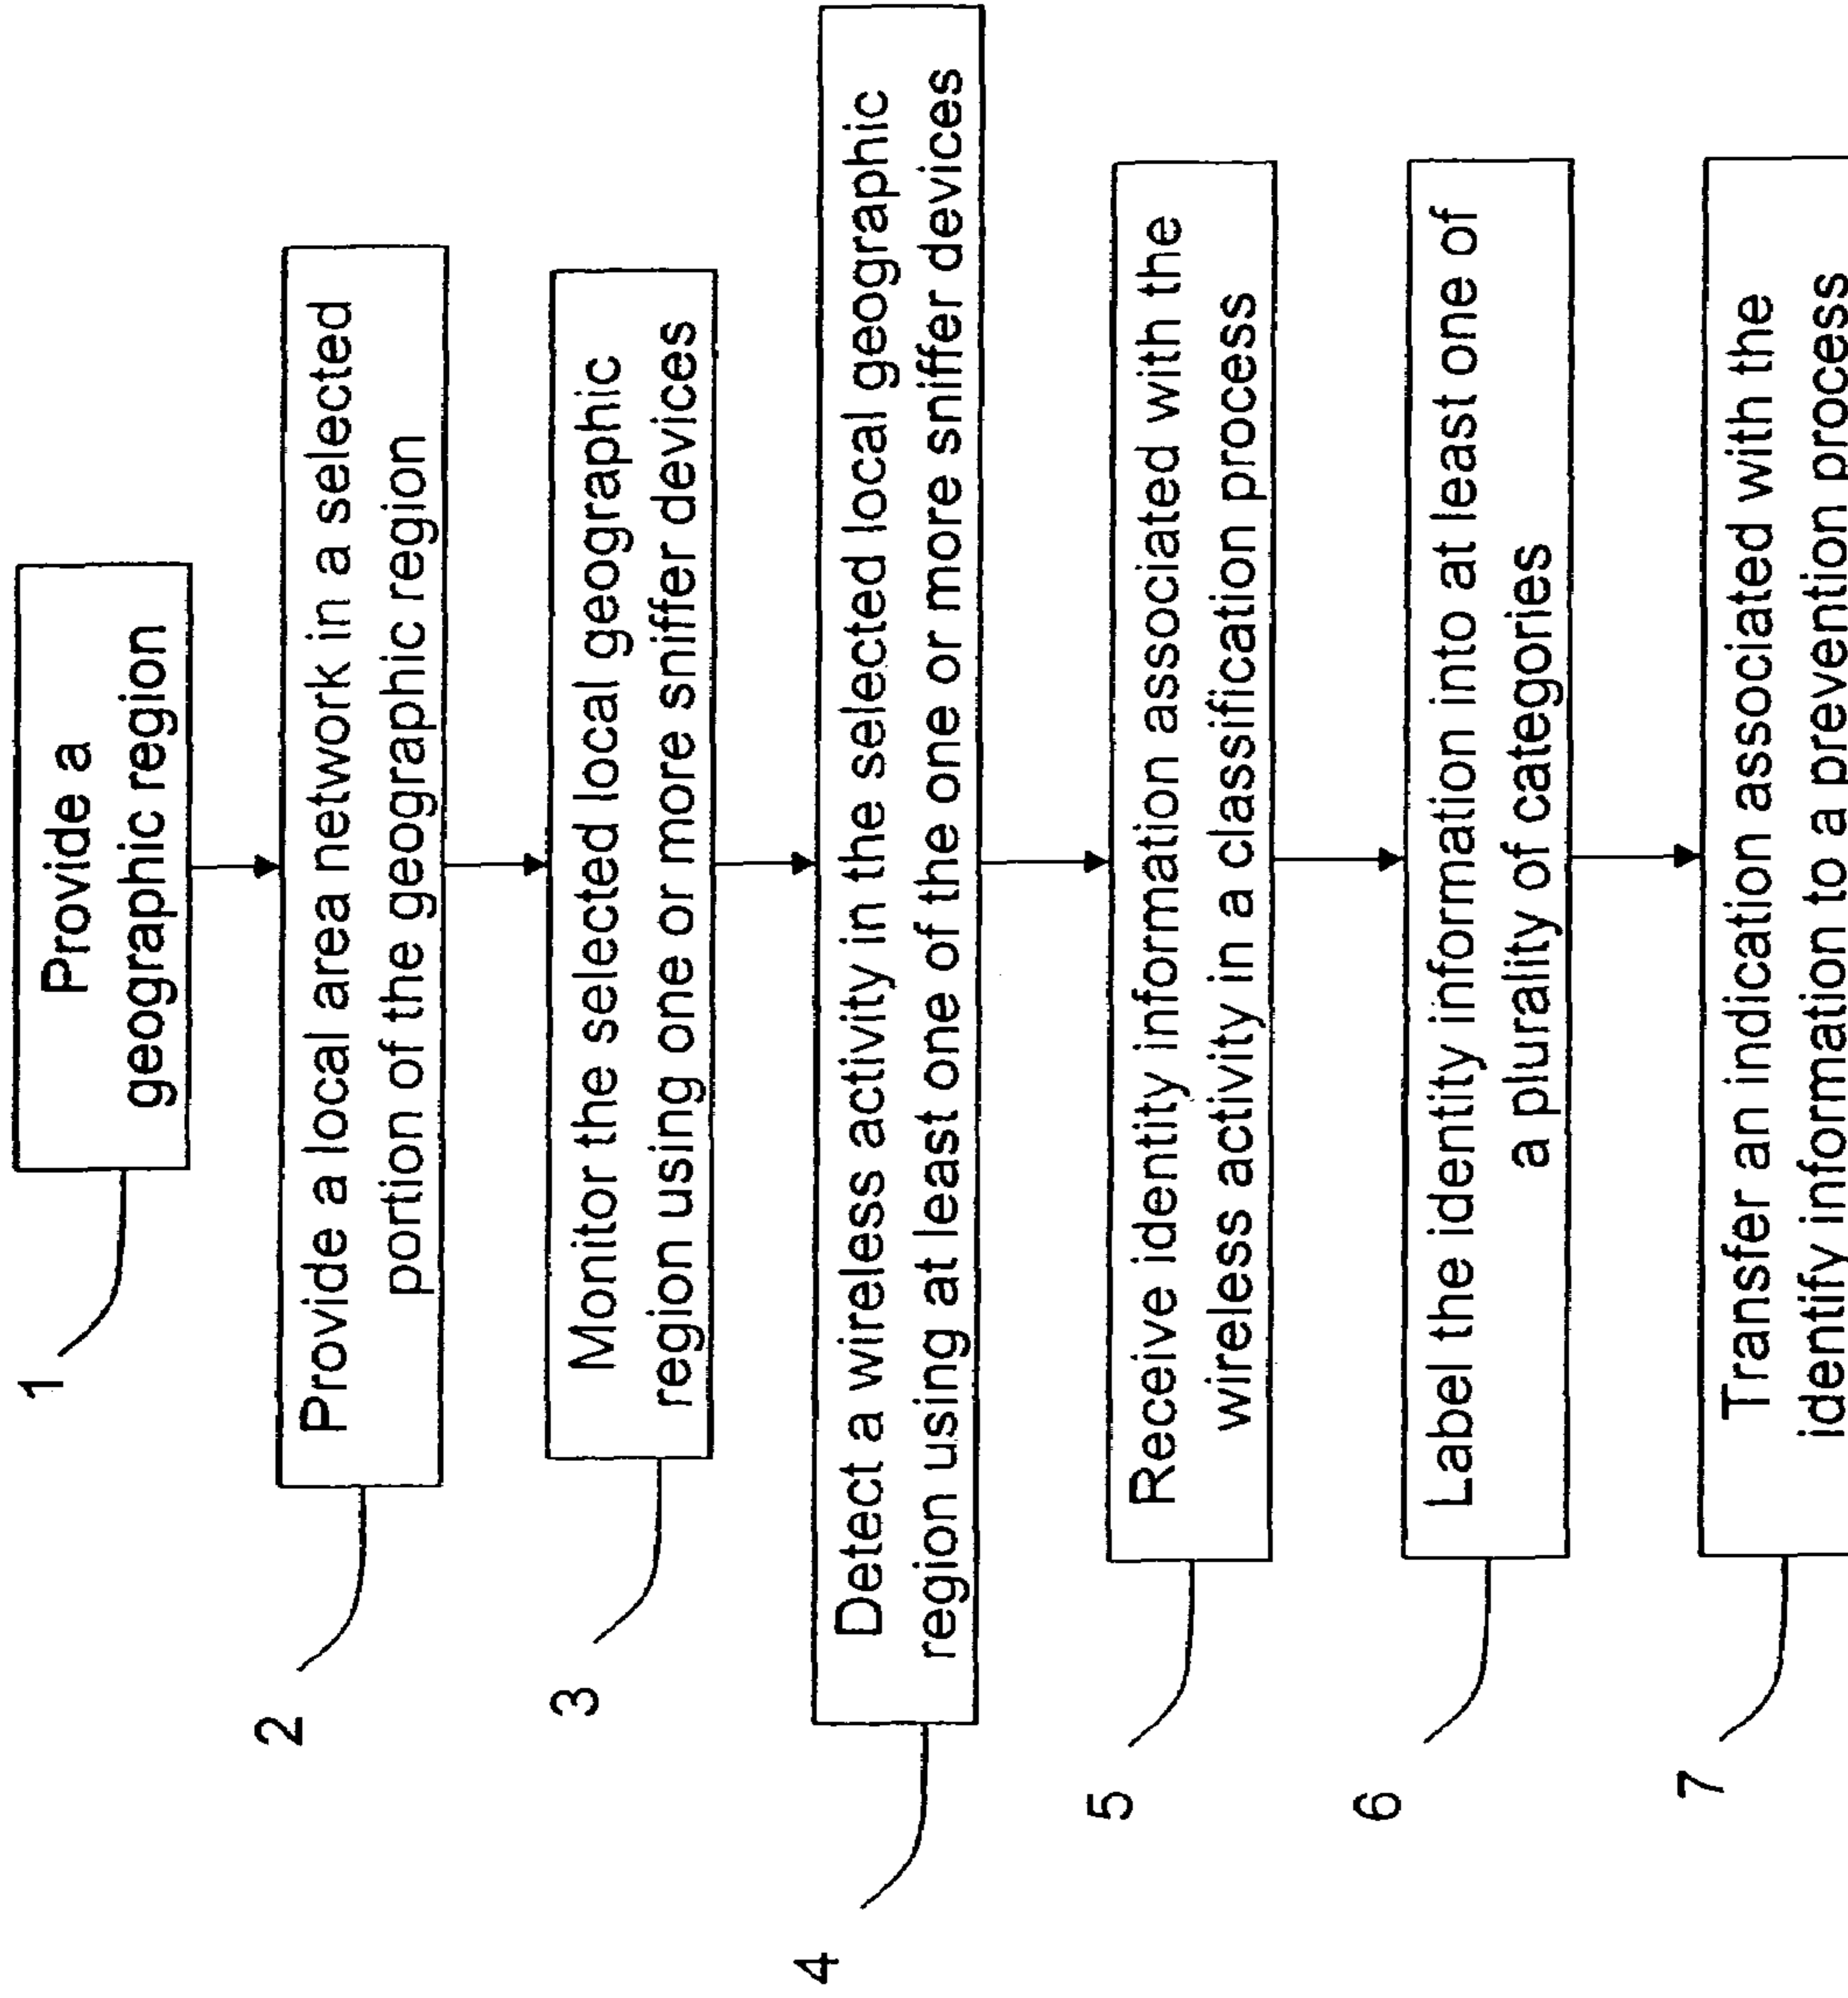 1
Provide a
geographic region
2
Provide a local area network in a selected
portion of the geographic region
3
Monitor the selected local geographic
region using one or more sniffer devices
4
Detect a wireless activity in the selected local geographic
region using at least one of the one or more sniffer devices
5
Receive identity information associated with the
wireless activity in a classification process
6
Label the identity information into at least one of
a plurality of categories
7
Transfer an indication associated with the
identify information to a prevention process